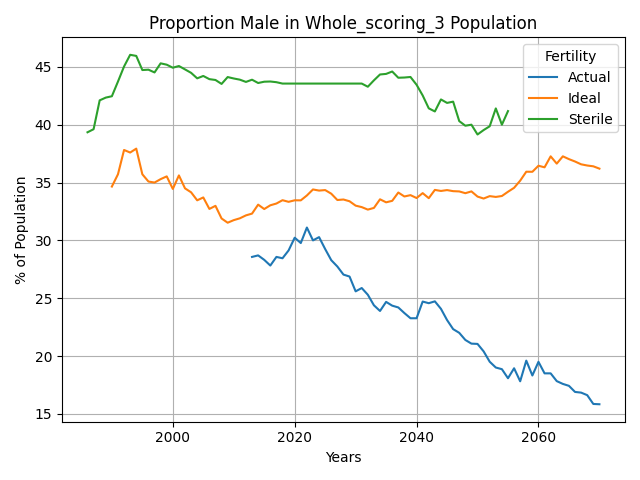 Proportion Male in Whole_scoring_3 Population
Fertility
Actual
Ideal
Sterile
% of Population
45
40
35
30
25
20
15
2000
2020
2040
2060
Years